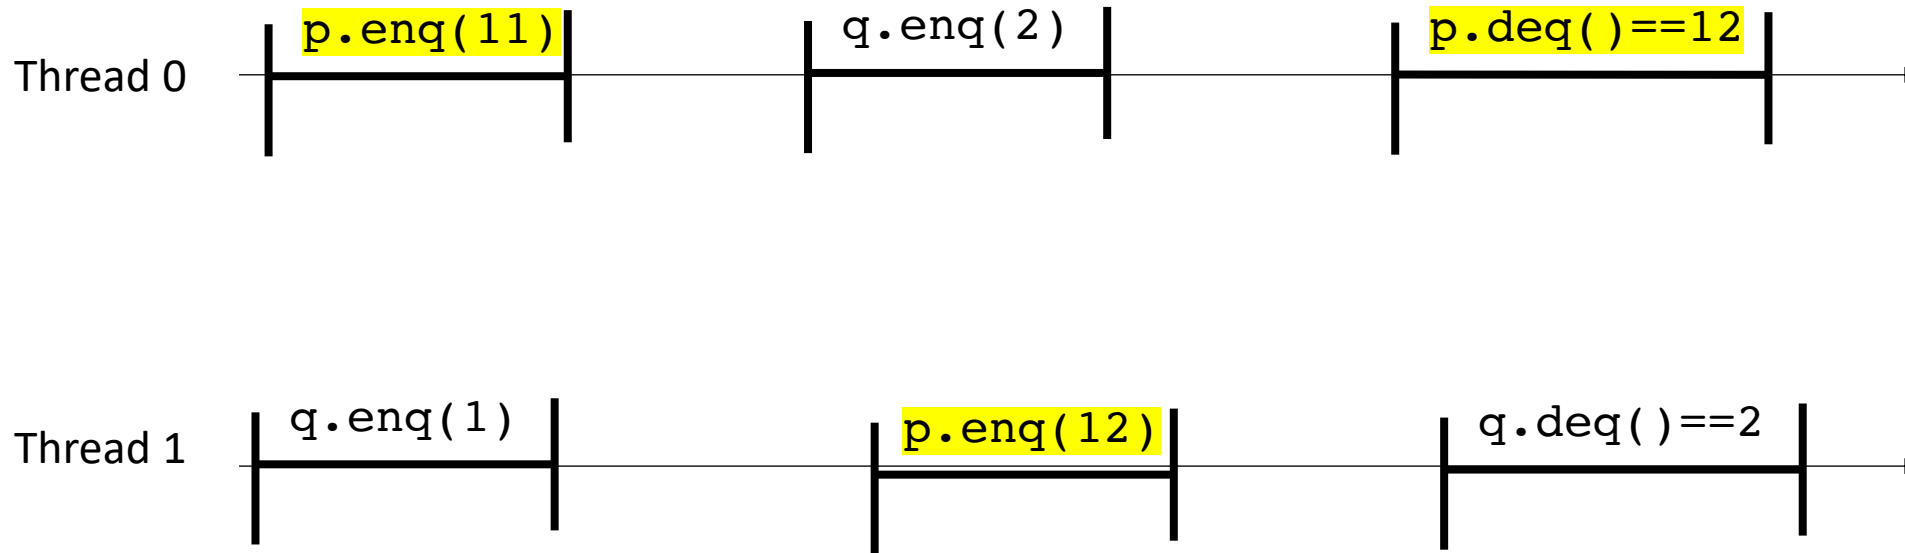 p.enq(11) q.enq(2) p.deq()==12
Thread 0
q.enq(1) p.enq(12) q.deq()==2
Thread 1